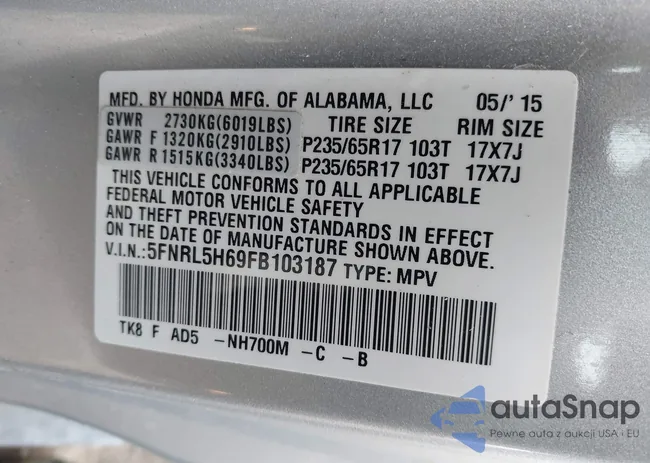 MFD. BY HONDA MFG. OF ALABAMA, LLC 05/'15
GVWR 2730KG(6019LBS) TIRE SIZE RIM SIZE
GAWR F 1320KG(2910LBS) P235/65R17 103T 17X7J
GAWR R 1515KG(3340LBS) P235/65R17 103T 17X7J
THIS VEHICLE CONFORMS TO ALL APPLICABLE
FEDERAL MOTOR VEHICLE SAFETY
AND THEFT PREVENTION STANDARDS IN EFFECT
ON THE DATE OF MANUFACTURE SHOWN ABOVE.
V.I.N.:5FNRL5H69FB103187 TYPE: MPV
TK8 F AD5 -NH700M -C -B
autaSnap
Pewne auta z aukcji USA • EU